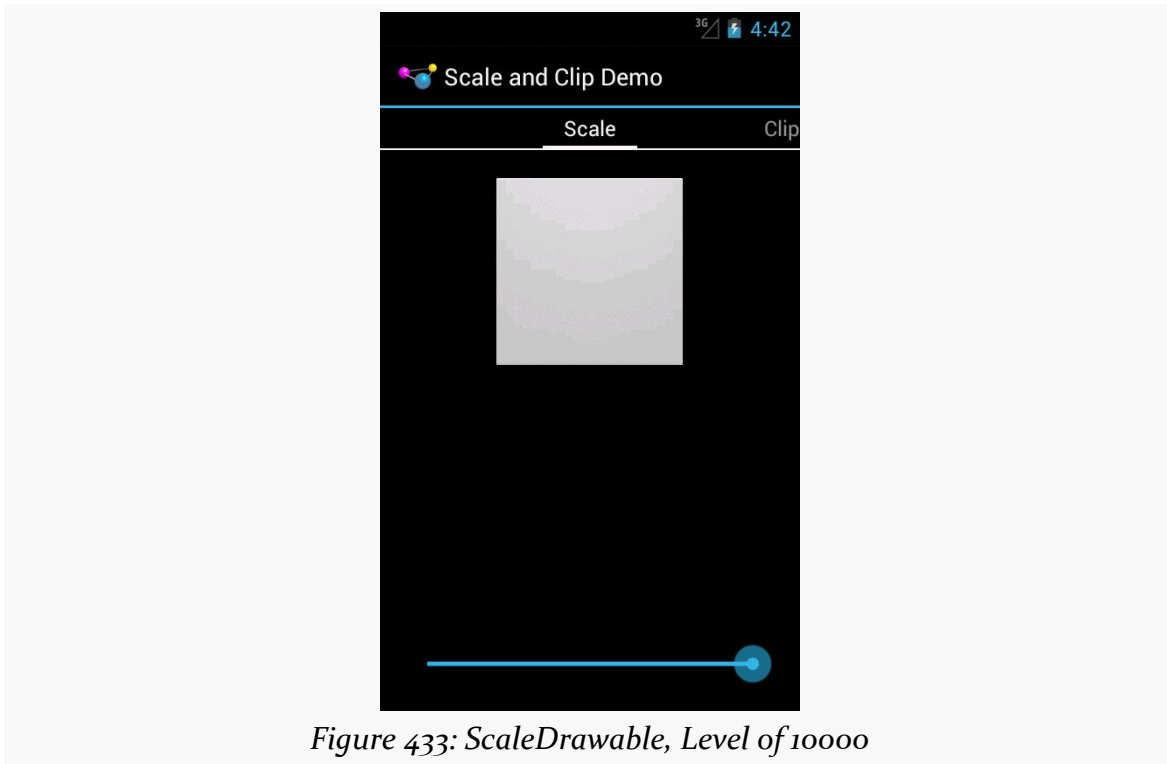 3G 4:42
Scale and Clip Demo
Scale Clip
Figure 433: ScaleDrawable, Level of 10000